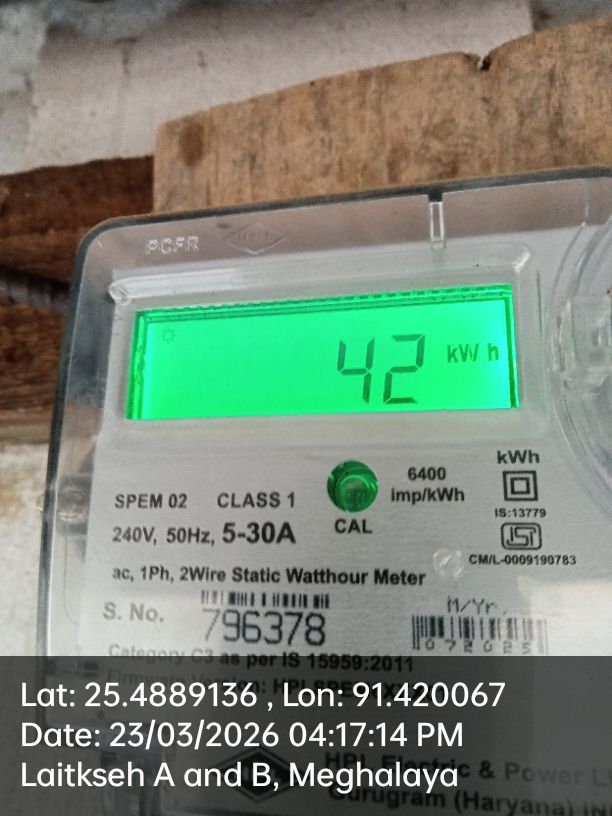 PCFR
42 kWh
6400
imp/kWh
kWh
SPEM 02 CLASS 1
CAL
IS:13779
240V, 50Hz, 5-30A
CM/L-0009190783
ac, 1Ph, 2Wire Static Watthour Meter
M/Yr.
S. No. 796378
072025
Category C3 as per IS 15959:2011
Firmware Version:
Lat: 25.4889136 , Lon: 91.420067
Date: 23/03/2026 04:17:14 PM
HPL Electric & Power
Laitkseh A and B, Meghalaya
Gurugram (Haryana)